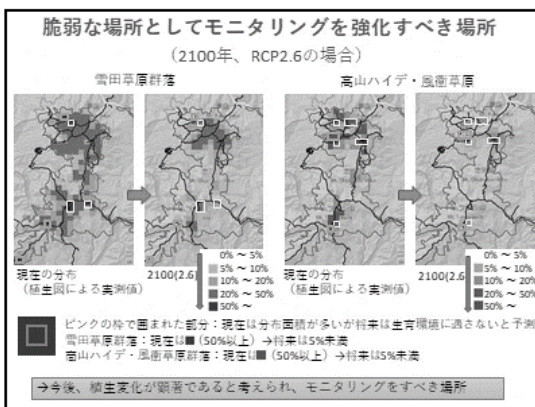 脆弱な場所としてモニタリングを強化すべき場所
（2100年、RCP2.6の場合）
雪田草原群落
高山ハイデ・風衝草原
現在の分布
（植生図による実測値）
2100(2.6)
0% ～ 5%
5% ～ 10%
10% ～ 20%
20% ～ 50%
50% ～
現在の分布
（植生図による実測値）
2100(2.6)
0% ～ 5%
5% ～ 10%
10% ～ 20%
20% ～ 50%
50% ～
ピンクの枠で囲まれた部分：現在は分布面積が多いが将来は生育環境に適さないと予測
雪田草原群落：現在は■（50%以上）→将来は5%未満
高山ハイデ・風衝草原群落：現在は■（50%以上）→将来は5%未満
→今後、植生変化が顕著であると考えられ、モニタリングをすべき場所